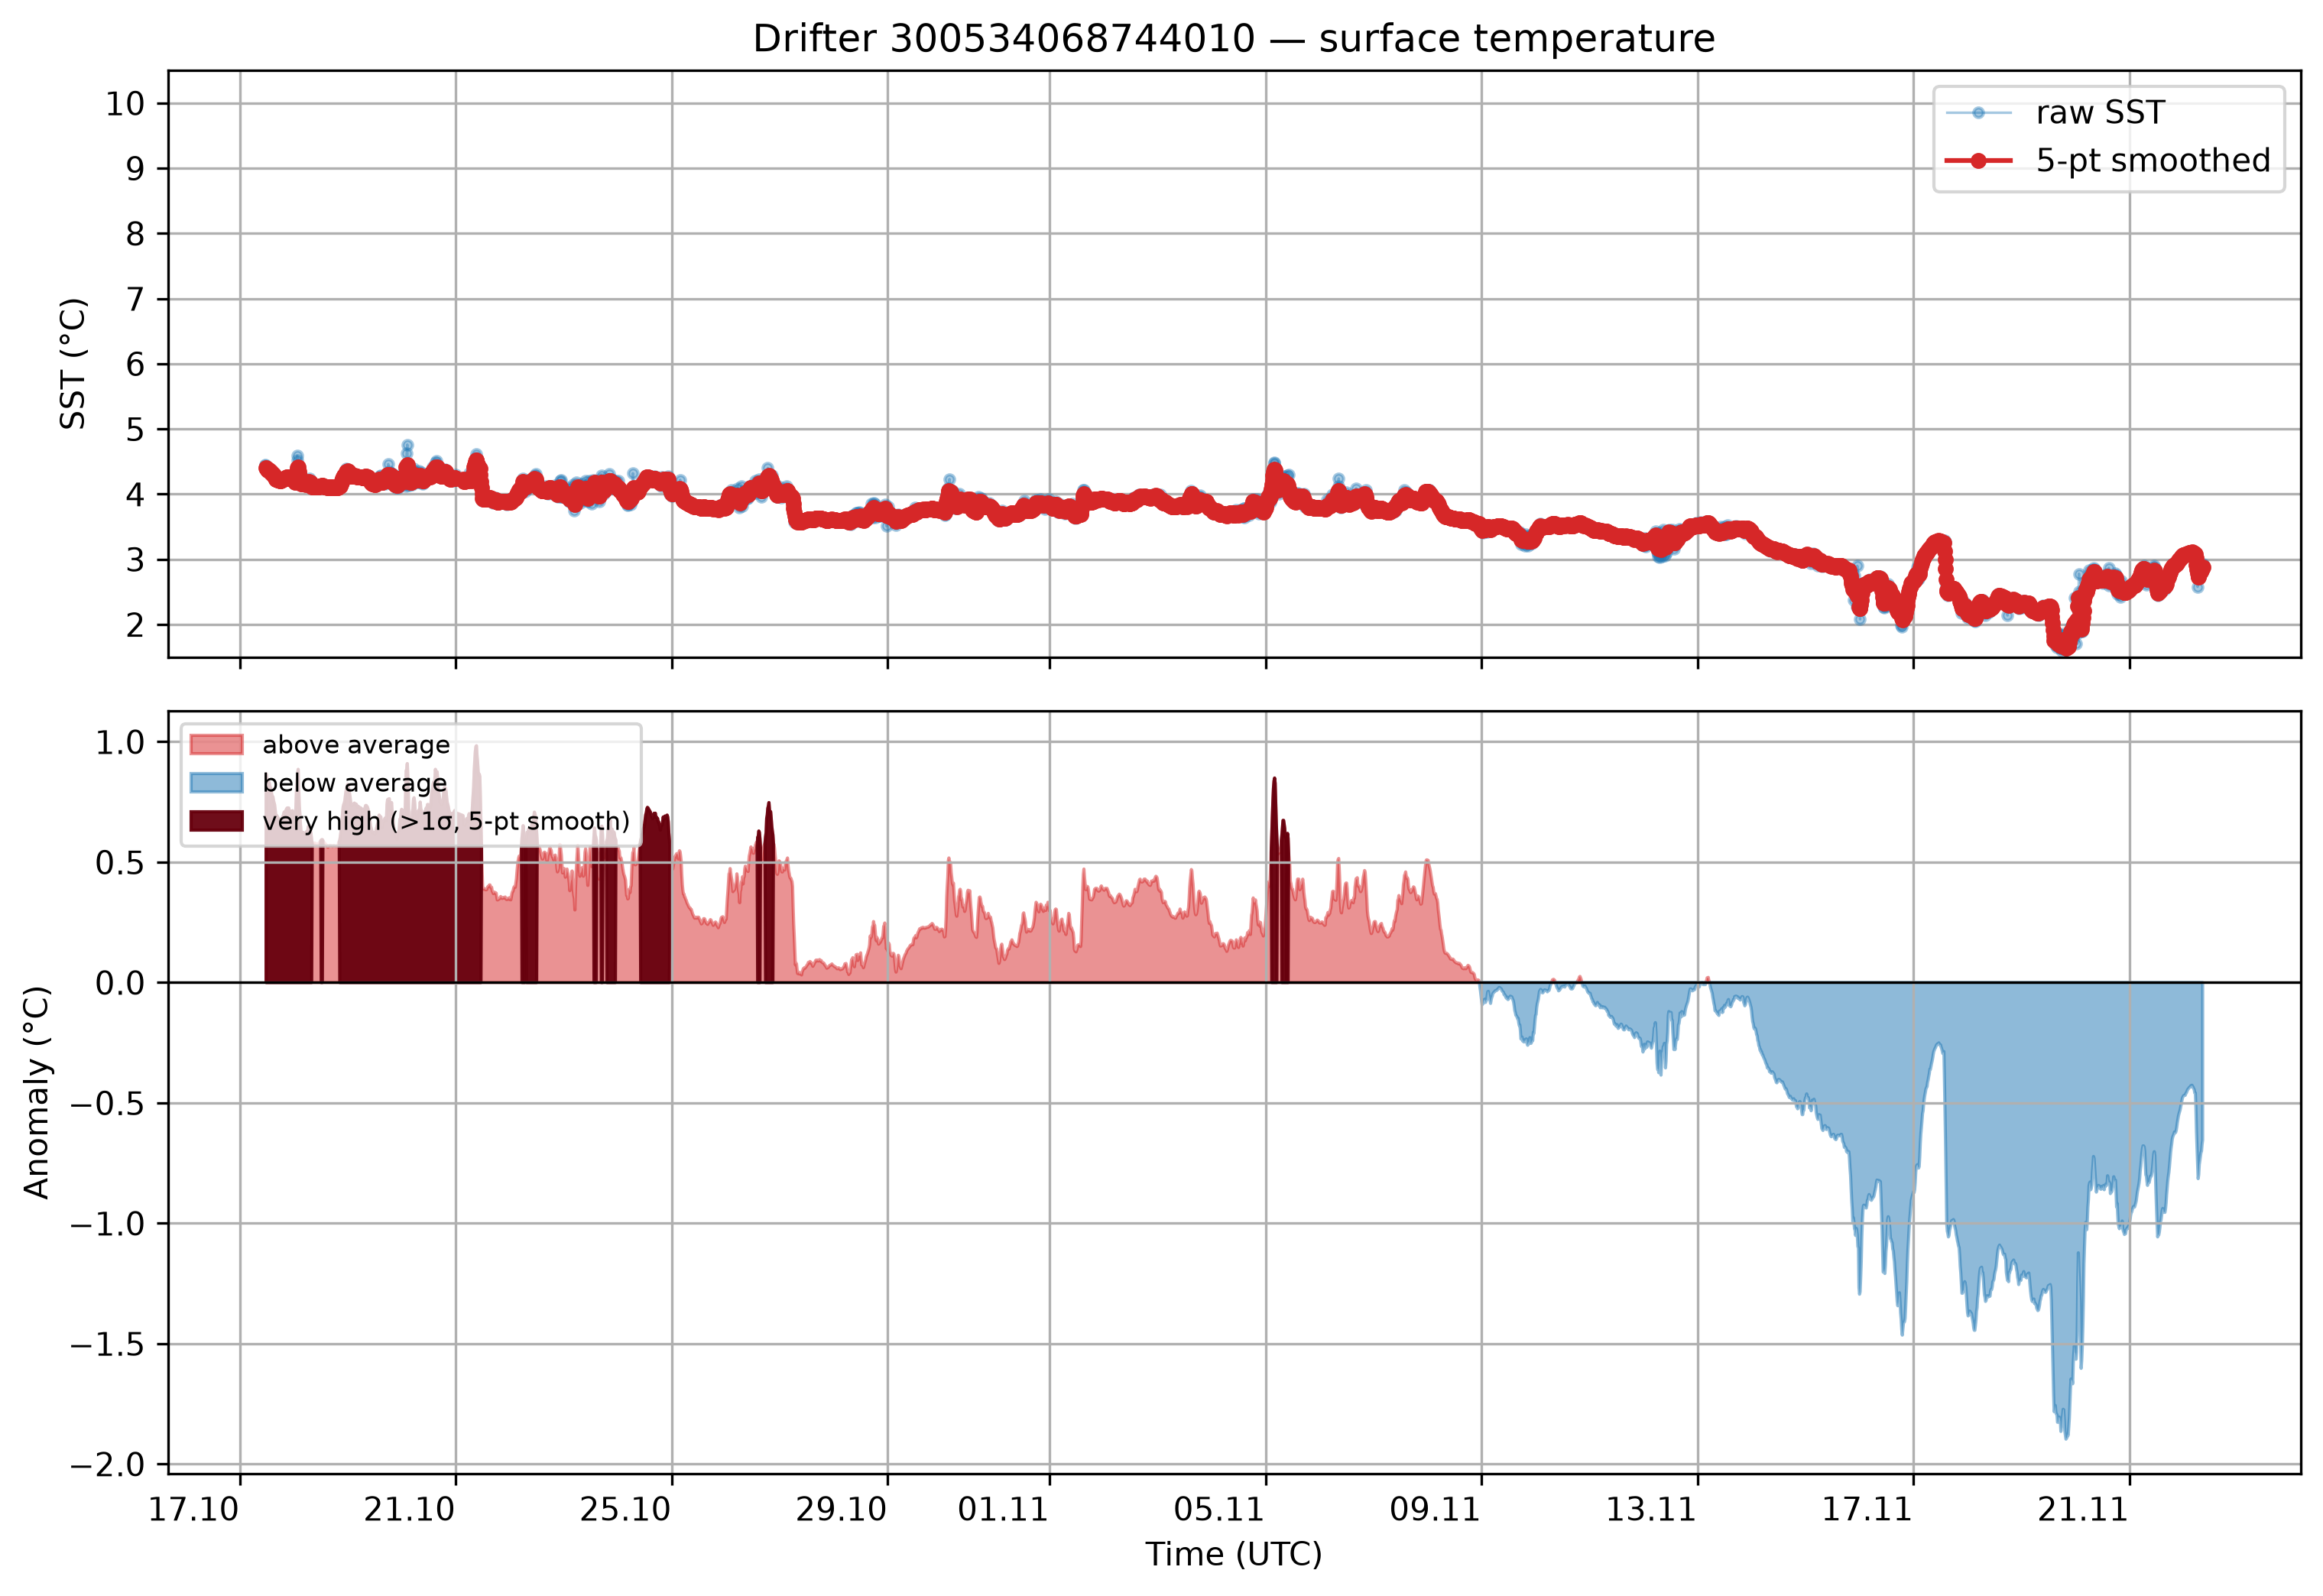 Drifter 300534068744010 — surface temperature
10
9
8
7
6
5
4
3
2
SST (°C)
raw SST
5-pt smoothed
1.0
0.5
0.0
−0.5
−1.0
−1.5
−2.0
Anomaly (°C)
above average
below average
very high (>1σ, 5-pt smooth)
17.10 21.10 25.10 29.10 01.11 05.11 09.11 13.11 17.11 21.11
Time (UTC)